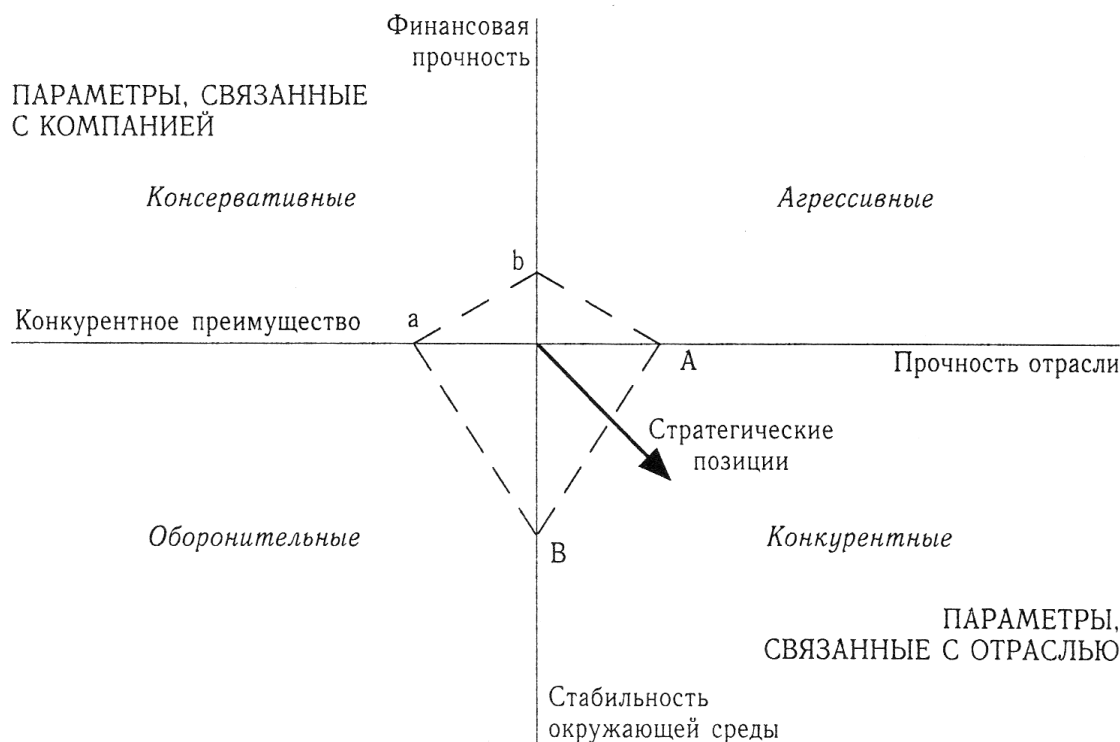 Финансовая
прочность
ПАРАМЕТРЫ, СВЯЗАННЫЕ
С КОМПАНИЕЙ
Консервативные
Агрессивные
b
Конкурентное преимущество
a
A
Прочность отрасли
Стратегические
позиции
Оборонительные
B
Конкурентные
ПАРАМЕТРЫ,
СВЯЗАННЫЕ С ОТРАСЛЬЮ
Стабильность
окружающей среды